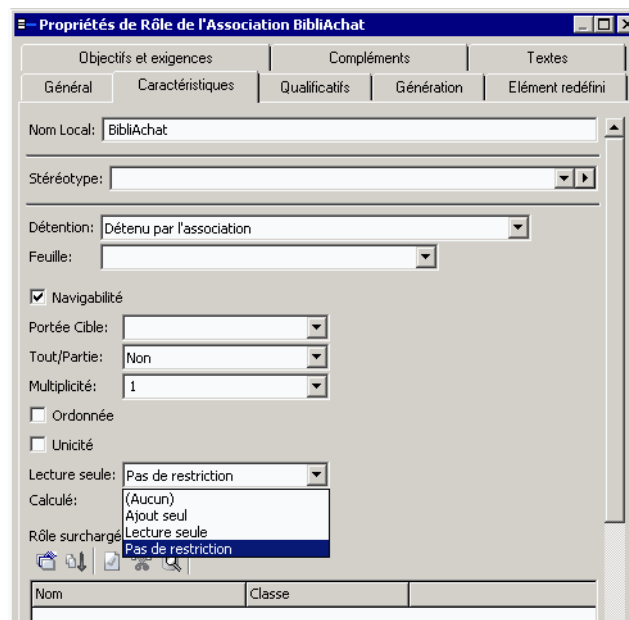 Propriétés de Rôle de l'Association BibliAchat
Objectifs et exigences Compléments Textes
Général Caractéristiques Qualificatifs Génération Elément redéfini
Nom Local: BibliAchat
Stéréotype:
Détention: Détenu par l'association
Feuille:
Navigabilité
Portée Cible:
Tout/Partie: Non
Multiplicité: 1
Ordonnée
Unicité
Lecture seule: Pas de restriction
Calculé: (Aucun)
Ajout seul
Lecture seule
Rôle surchargé
Pas de restriction
Nom Classe